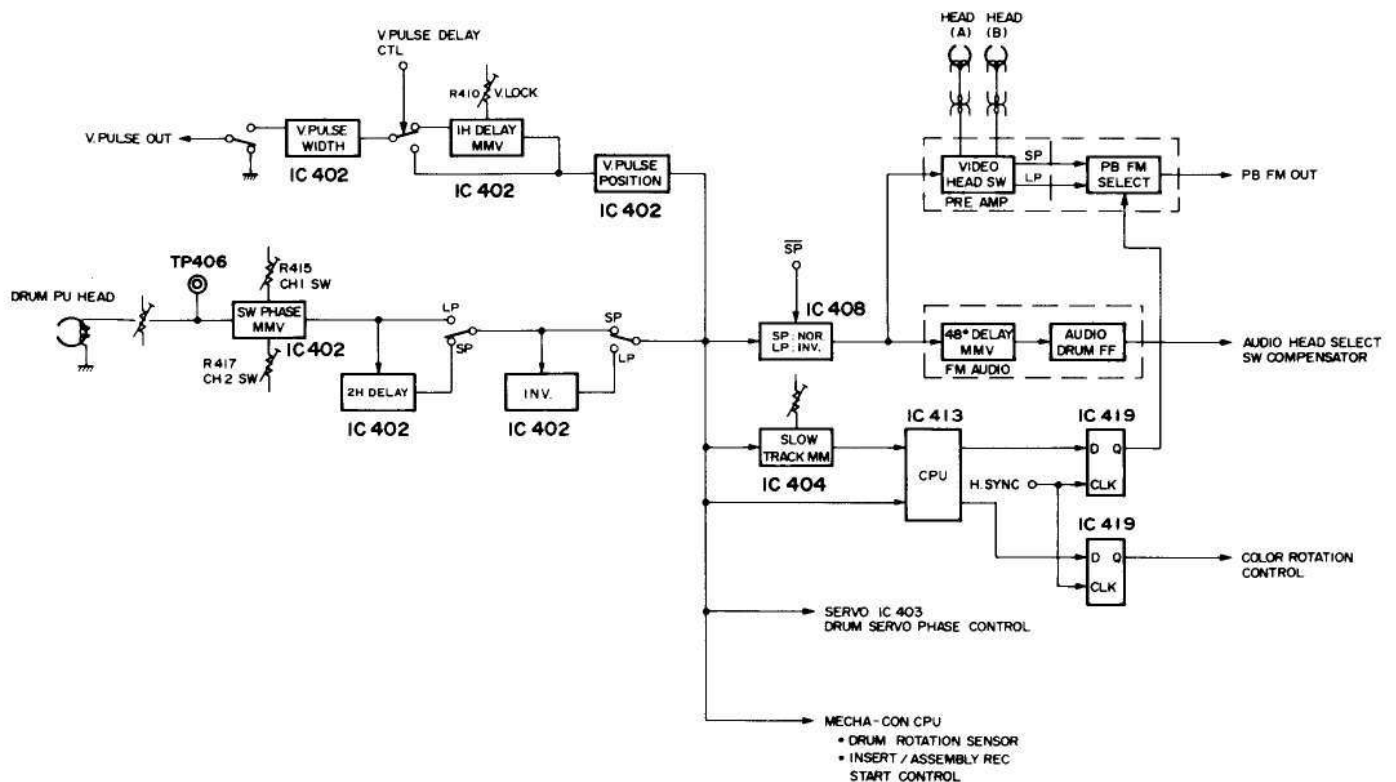 HEAD (A)
HEAD (B)
V.PULSE DELAY
CTL
R410
V.LOCK
V.PULSE OUT
V.PULSE
WIDTH
IC 402
1H DELAY
MMV
IC 402
V.PULSE
POSITION
IC 402
VIDEO
HEAD SW
SP
LP
PB FM
SELECT
PRE AMP
PB FM OUT
TP406
R415
CH1 SW
DRUM PU HEAD
SW PHASE
MMV
IC 402
R417
CH2 SW
LP
SP
2H DELAY
IC 402
SP
LP
INV.
IC 402
SP
IC 408
SP : NOR
LP : INV.
48° DELAY
MMV
AUDIO
DRUM FF
FM AUDIO
AUDIO HEAD SELECT
SW COMPENSATOR
SLOW
TRACK MM
IC 404
IC 413
CPU
H.SYNC
IC 419
D Q
CLK
IC 419
D Q
CLK
COLOR ROTATION
CONTROL
SERVO IC 403
DRUM SERVO PHASE CONTROL
MECHA-CON CPU
• DRUM ROTATION SENSOR
• INSERT / ASSEMBLY REC
START CONTROL